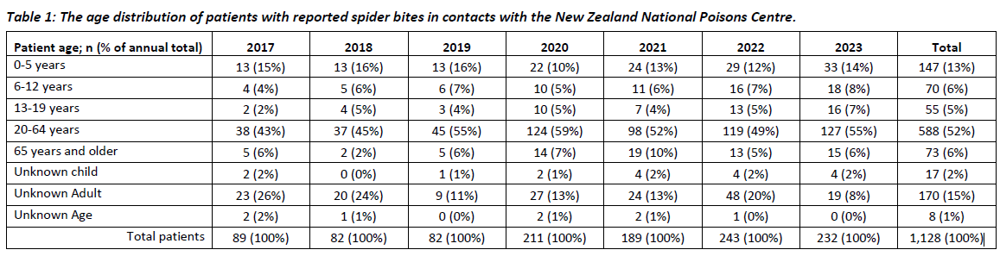 Table 1: The age distribution of patients with reported spider bites in contacts with the New Zealand National Poisons Centre.
Patient age; n (% of annual total) 2017 2018 2019 2020 2021 2022 2023 Total
0-5 years 13 (15%) 13 (16%) 13 (16%) 22 (10%) 24 (13%) 29 (12%) 33 (14%) 147 (13%)
6-12 years 4 (4%) 5 (6%) 6 (7%) 10 (5%) 11 (6%) 16 (7%) 18 (8%) 70 (6%)
13-19 years 2 (2%) 4 (5%) 3 (4%) 10 (5%) 7 (4%) 13 (5%) 16 (7%) 55 (5%)
20-64 years 38 (43%) 37 (45%) 45 (55%) 124 (59%) 98 (52%) 119 (49%) 127 (55%) 588 (52%)
65 years and older 5 (6%) 2 (2%) 5 (6%) 14 (7%) 19 (10%) 13 (5%) 15 (6%) 73 (6%)
Unknown child 2 (2%) 0 (0%) 1 (1%) 2 (1%) 4 (2%) 4 (2%) 4 (2%) 17 (2%)
Unknown Adult 23 (26%) 20 (24%) 9 (11%) 27 (13%) 24 (13%) 48 (20%) 19 (8%) 170 (15%)
Unknown Age 2 (2%) 1 (1%) 0 (0%) 2 (1%) 2 (1%) 1 (0%) 0 (0%) 8 (1%)
Total patients 89 (100%) 82 (100%) 82 (100%) 211 (100%) 189 (100%) 243 (100%) 232 (100%) 1,128 (100%)